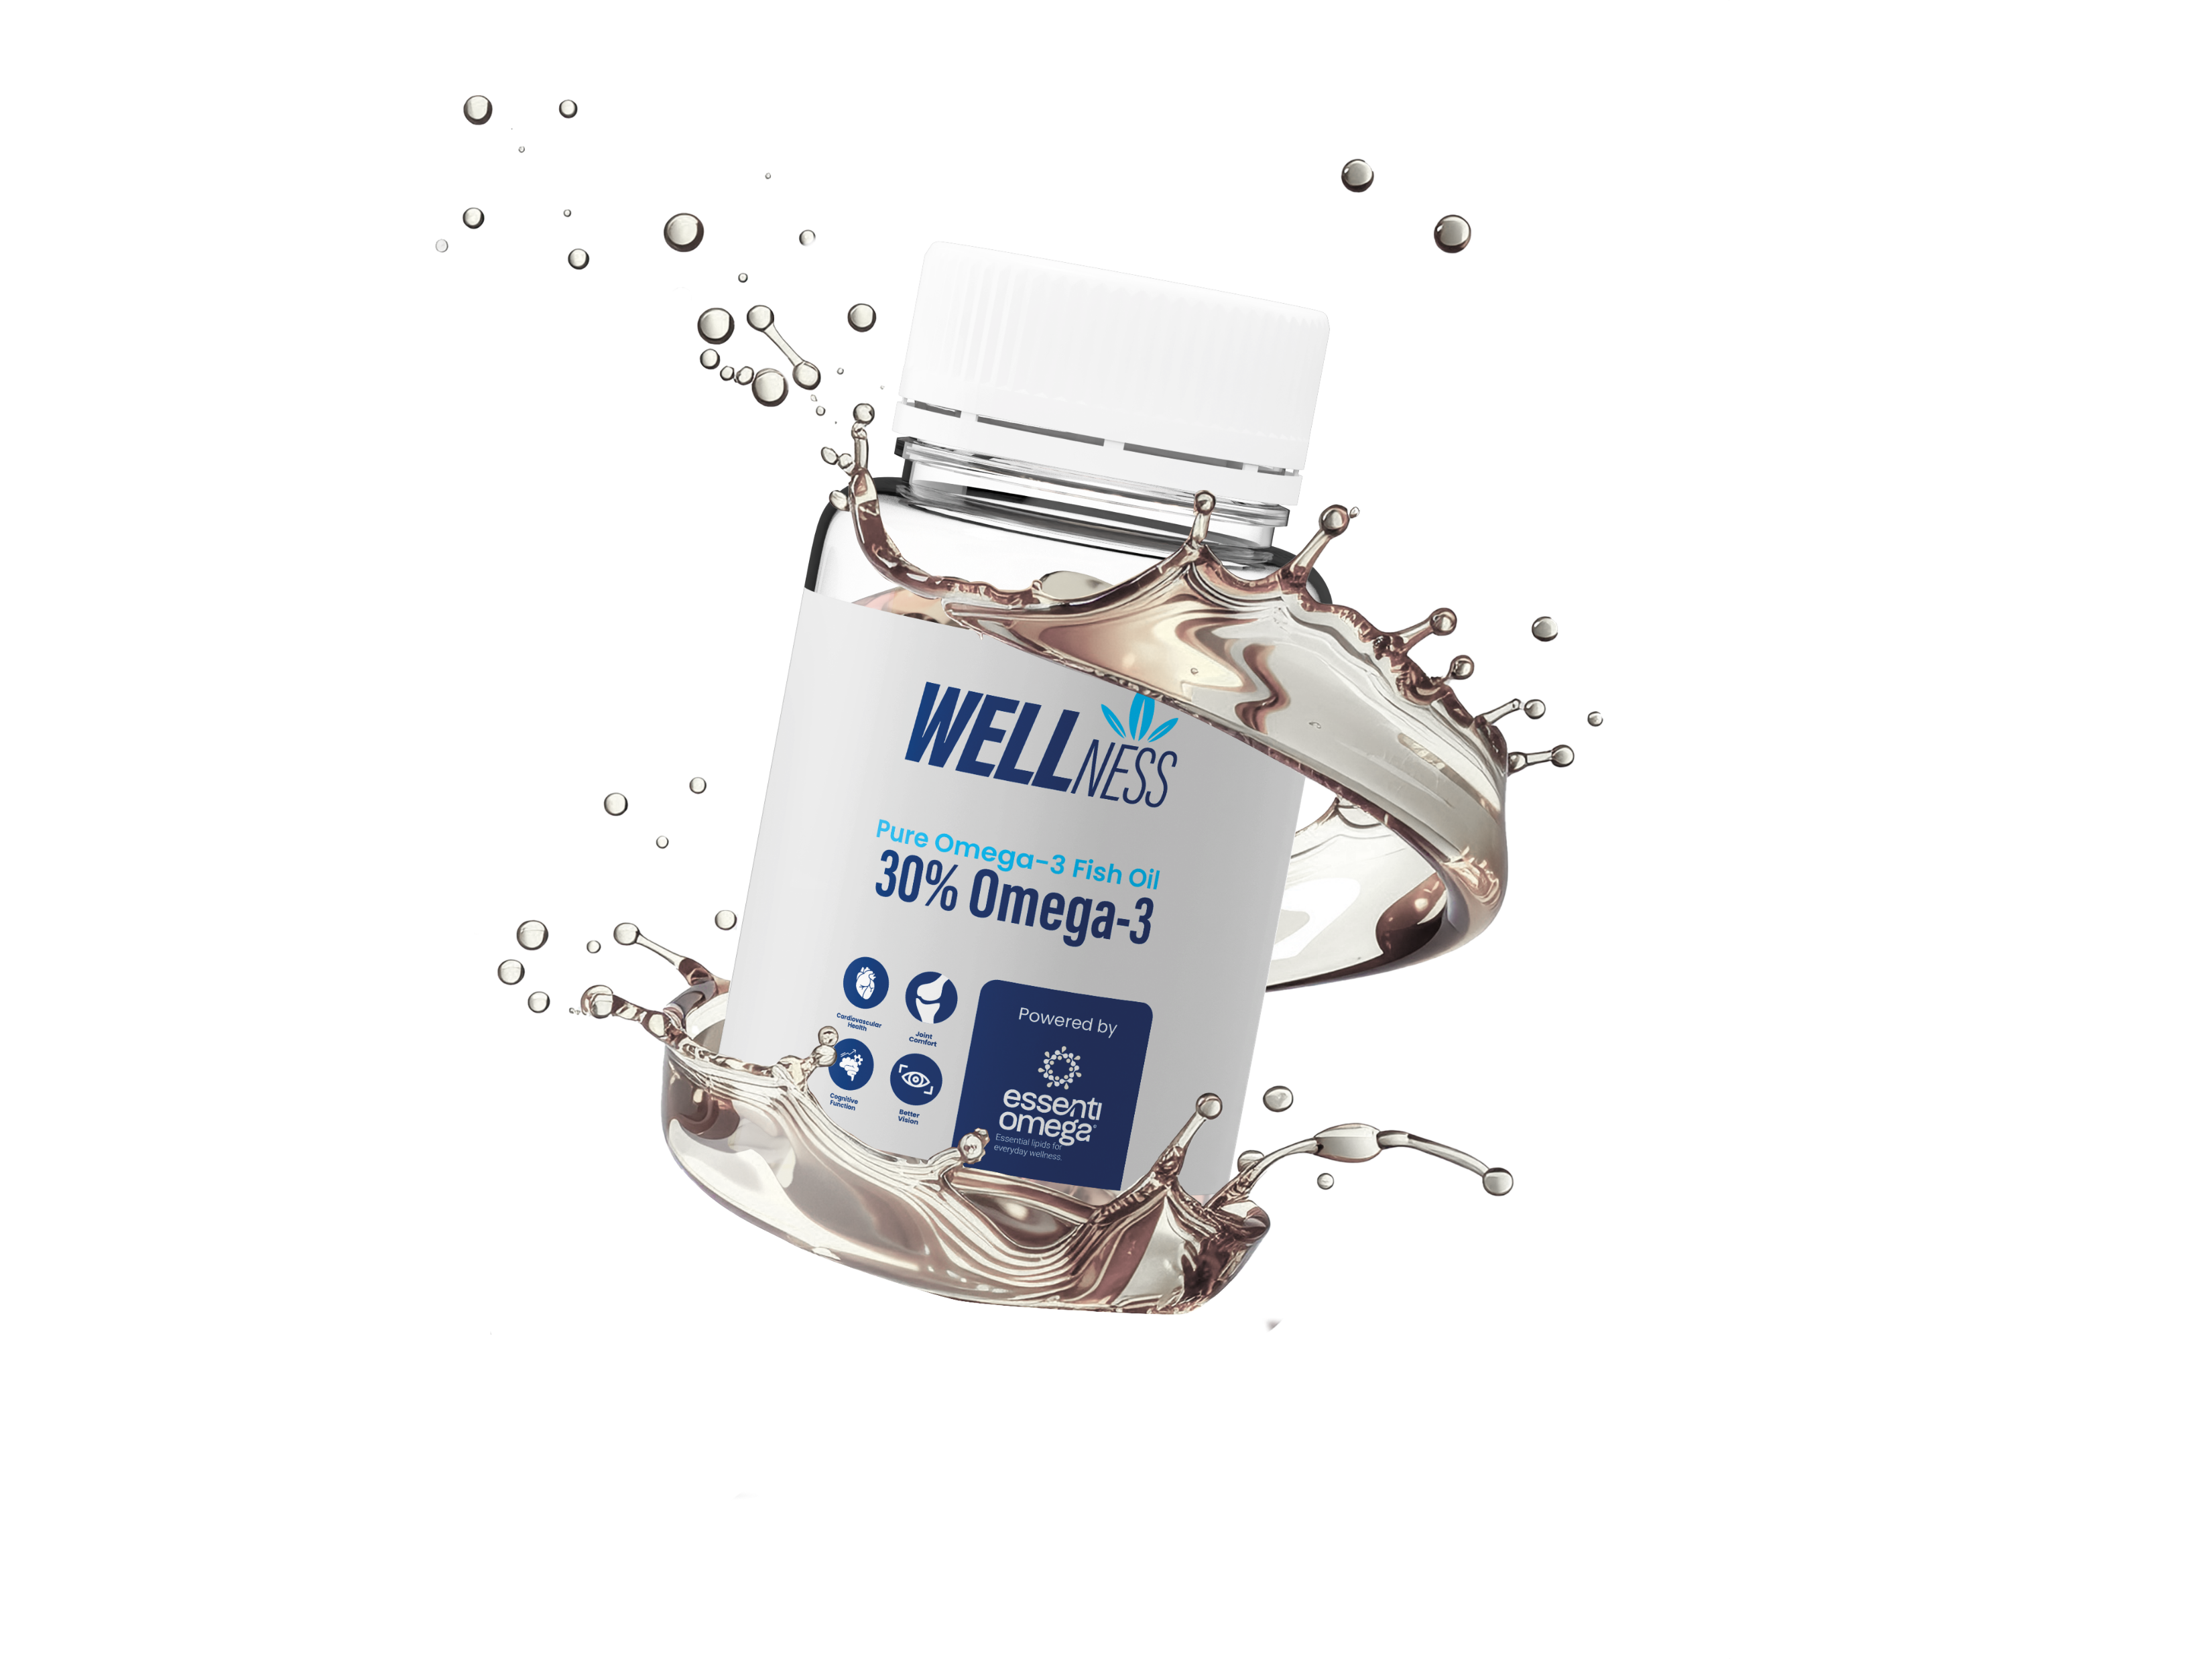 WELLNESS
Pure Omega-3 Fish Oil
30% Omega-3
Cardiovascular
Health
Joint
Comfort
Cognitive
Function
Better
Vision
Powered by
essenti
omega®
Essential lipids for
everyday wellness.